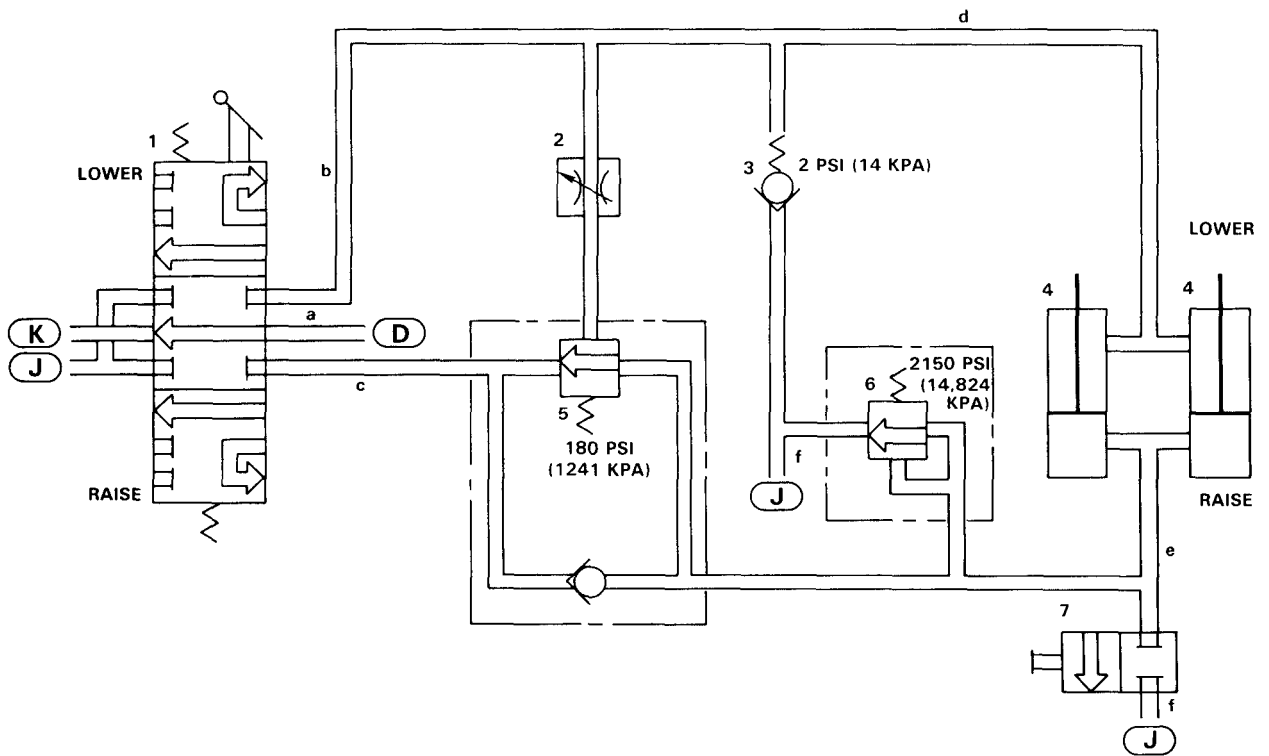 d
1
LOWER
b
2
3
2 PSI (14 KPA)
LOWER
4
4
K
a
D
J
c
5
180 PSI
(1241 KPA)
6
2150 PSI
(14,824
KPA)
f
J
RAISE
RAISE
e
7
f
J